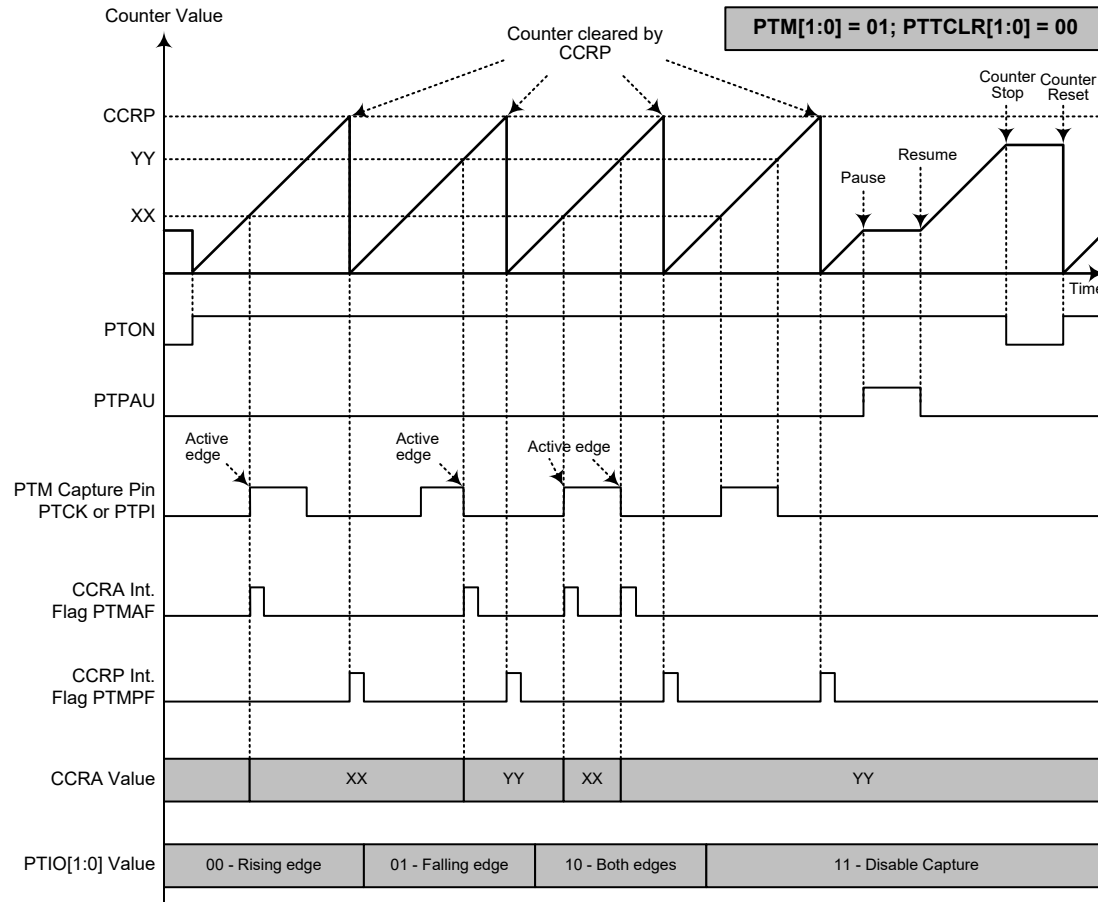 Counter Value
PTM[1:0] = 01; PTTCLR[1:0] = 00
Counter cleared by
CCRP
Counter
Stop
Counter
Reset
CCRP
YY
XX
Pause
Resume
Time
PTON
PTPAU
Active
edge
Active
edge
Active edge
PTM Capture Pin
PTCK or PTPI
CCRA Int.
Flag PTMAF
CCRP Int.
Flag PTMPF
CCRA Value
XX
YY
XX
YY
PTIO[1:0] Value
00 - Rising edge
01 - Falling edge
10 - Both edges
11 - Disable Capture